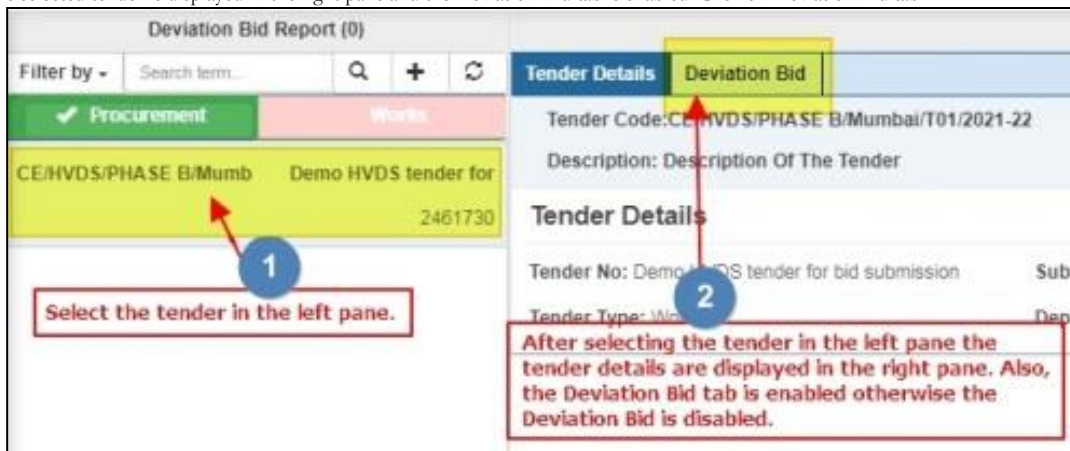 Deviation Bid Report (0)
Filter by
Search term..
Tender Details
Deviation Bid
Procurement
Works
Tender Code:CE/HVDS/PHASE B/Mumbai/T01/2021-22
Description: Description Of The Tender
CE/HVDS/PHASE B/Mumb
Demo HVDS tender for
2461730
Tender Details
1
Select the tender in the left pane.
Tender No: Demo HVDS tender for bid submission
Sub
2
Tender Type:
Dep
After selecting the tender in the left pane the
tender details are displayed in the right pane. Also,
the Deviation Bid tab is enabled otherwise the
Deviation Bid is disabled.